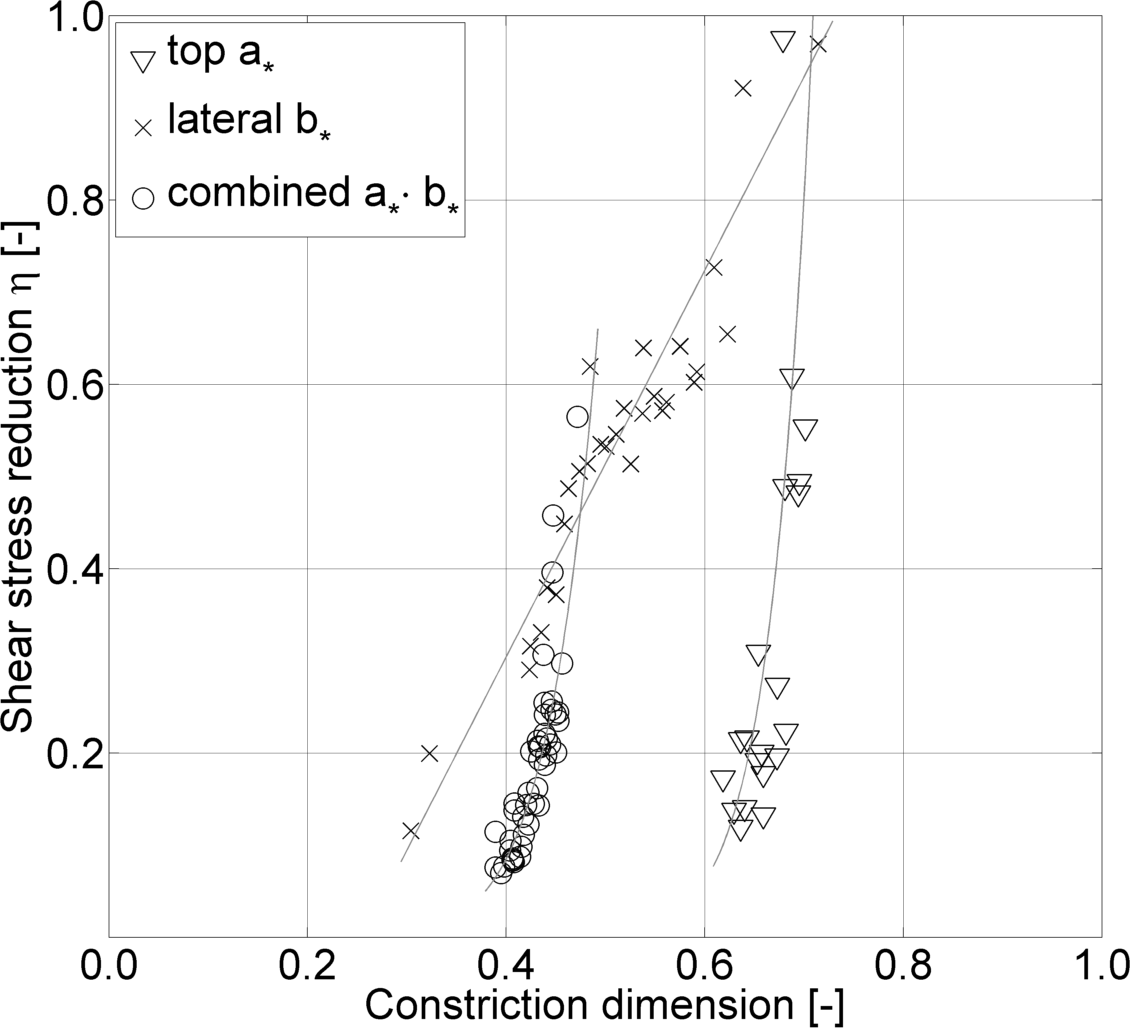 1.0
top a*
lateral b*
combined a*· b*
0.8
0.6
0.4
0.2
Shear stress reduction η [-]
0.0 0.2 0.4 0.6 0.8 1.0
Constriction dimension [-]